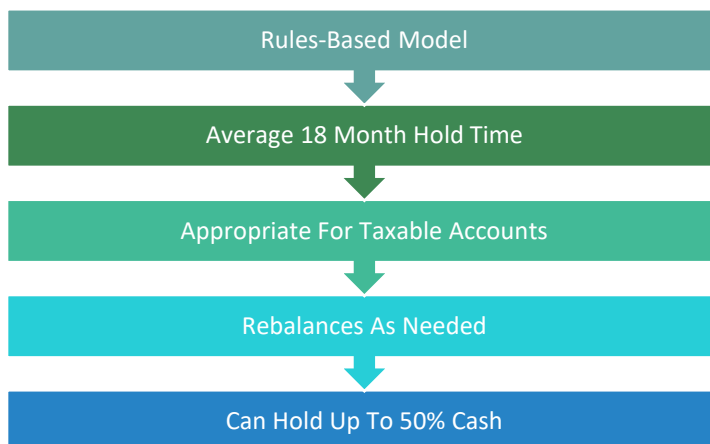 Rules-Based Model
Average 18 Month Hold Time
Appropriate For Taxable Accounts
Rebalances As Needed
Can Hold Up To 50% Cash